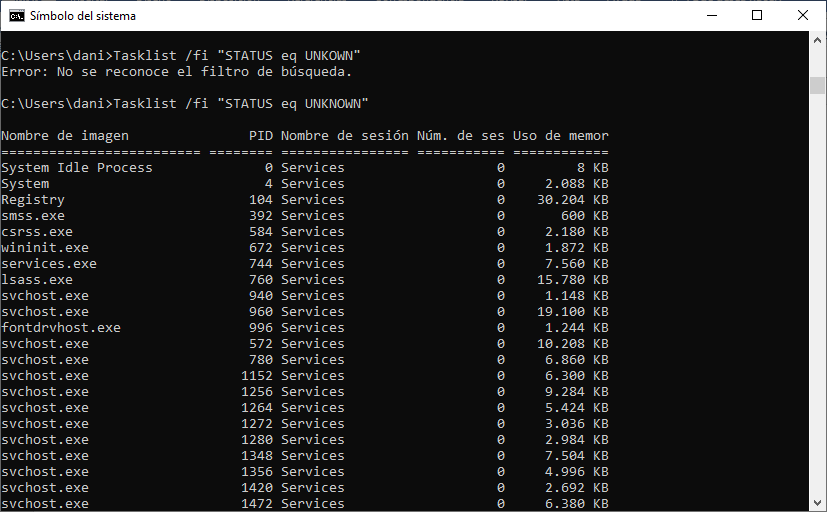 Símbolo del sistema
C:\Users\dani>Tasklist /fi "STATUS eq UNKOWN"
Error: No se reconoce el filtro de búsqueda.
C:\Users\dani>Tasklist /fi "STATUS eq UNKNOWN"
Nombre de imagen               PID Nombre de sesión Núm. de ses Uso de memor
========================= ======== ================ =========== ============
System Idle Process              0 Services                   0         8 KB
System                           4 Services                   0     2.088 KB
Registry                       104 Services                   0    30.204 KB
smss.exe                       392 Services                   0       600 KB
csrss.exe                      584 Services                   0     2.180 KB
wininit.exe                    672 Services                   0     1.872 KB
services.exe                   744 Services                   0     7.560 KB
lsass.exe                      760 Services                   0    15.780 KB
svchost.exe                    940 Services                   0     1.148 KB
svchost.exe                    960 Services                   0    19.100 KB
fontdrvhost.exe                996 Services                   0     1.244 KB
svchost.exe                    572 Services                   0    10.208 KB
svchost.exe                    780 Services                   0     6.860 KB
svchost.exe                   1152 Services                   0     6.300 KB
svchost.exe                   1256 Services                   0     9.284 KB
svchost.exe                   1264 Services                   0     5.424 KB
svchost.exe                   1272 Services                   0     3.036 KB
svchost.exe                   1280 Services                   0     2.984 KB
svchost.exe                   1348 Services                   0     7.504 KB
svchost.exe                   1356 Services                   0     4.996 KB
svchost.exe                   1420 Services                   0     2.692 KB
svchost.exe                   1472 Services                   0     6.380 KB